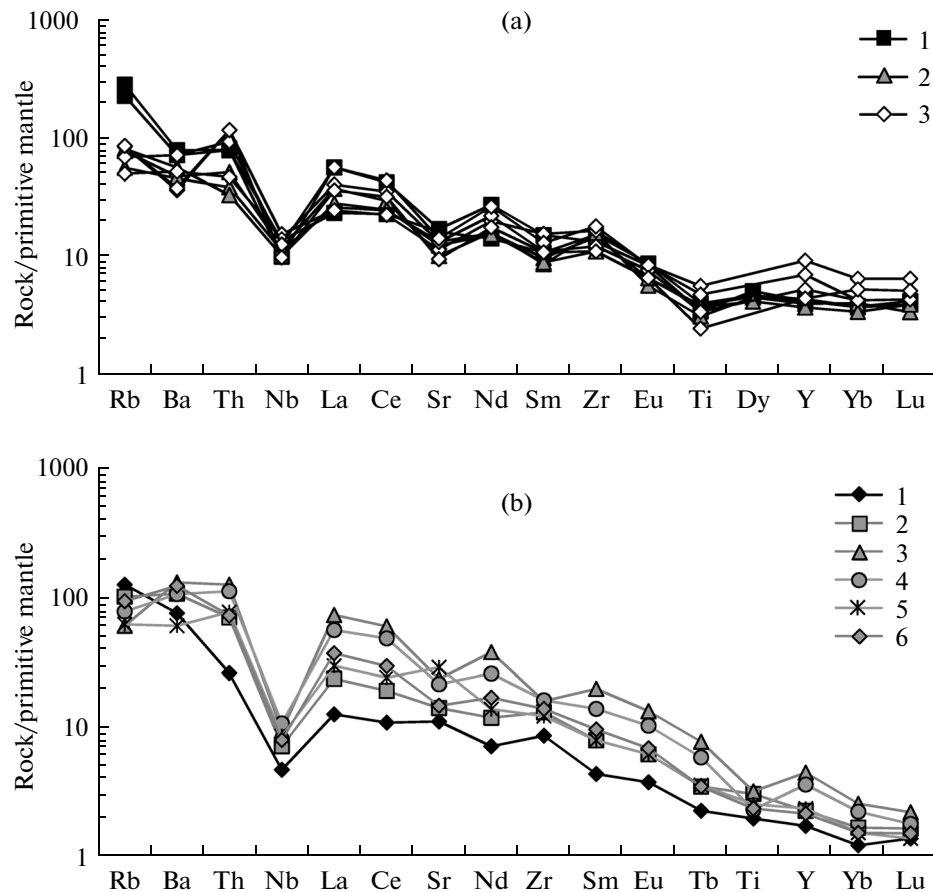 1000
(a)
1
2
3
100
10
1
Rock/primitive mantle
Rb Ba Th Nb La Ce Sr Nd Sm Zr Eu Ti Dy Y Yb Lu
1000
(b)
1
2
3
4
5
6
100
10
1
Rock/primitive mantle
Rb Ba Th Nb La Ce Sr Nd Zr Sm Eu Tb Ti Y Yb Lu